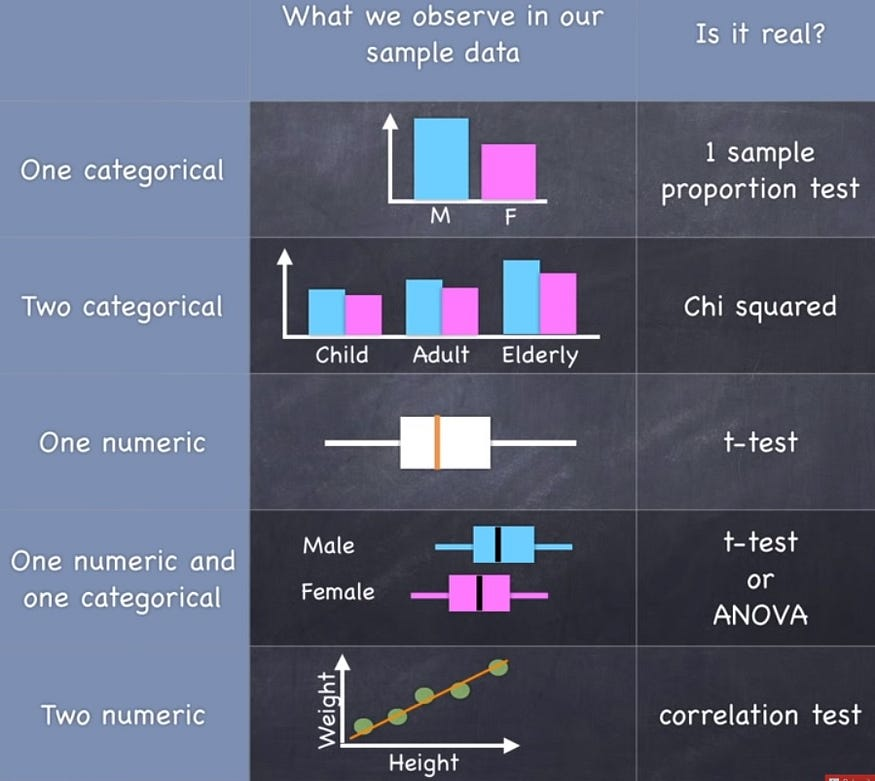 What we observe in our
sample data
Is it real?
One categorical
M F
1 sample
proportion test
Two categorical
Child Adult Elderly
Chi squared
One numeric
t-test
One numeric and
one categorical
Male
Female
t-test
or
ANOVA
Two numeric
Weight
Height
correlation test